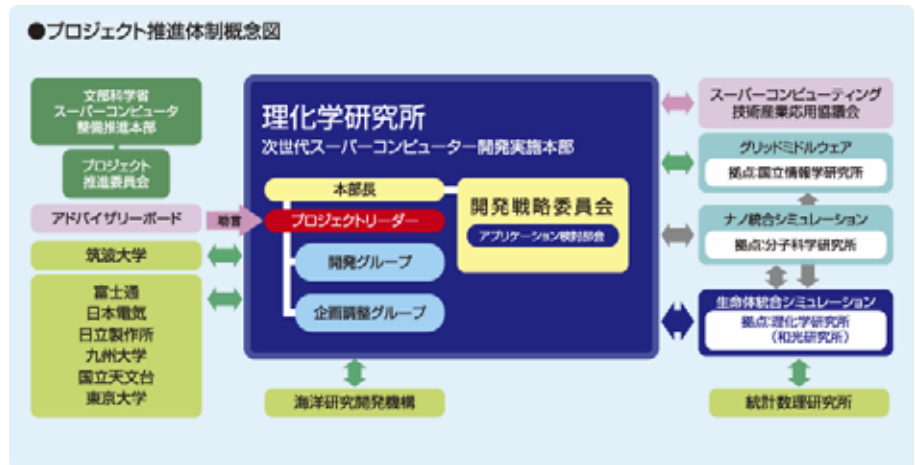 ●プロジェクト推進体制概念図
文部科学省
スーパーコンピュータ
整備推進本部
プロジェクト
推進委員会
アドバイザリーボード
助言
筑波大学
富士通
日本電気
日立製作所
九州大学
国立天文台
東京大学
理化学研究所
次世代スーパーコンピューター開発実施本部
本部長
プロジェクトリーダー
開発グループ
企画調整グループ
開発戦略委員会
アプリケーション検討部会
海洋研究開発機構
スーパーコンピューティング
技術産業応用協議会
グリッドミドルウェア
拠点:国立情報学研究所
ナノ統合シミュレーション
拠点:分子科学研究所
生命体統合シミュレーション
拠点:理化学研究所
(和光研究所)
統計数理研究所